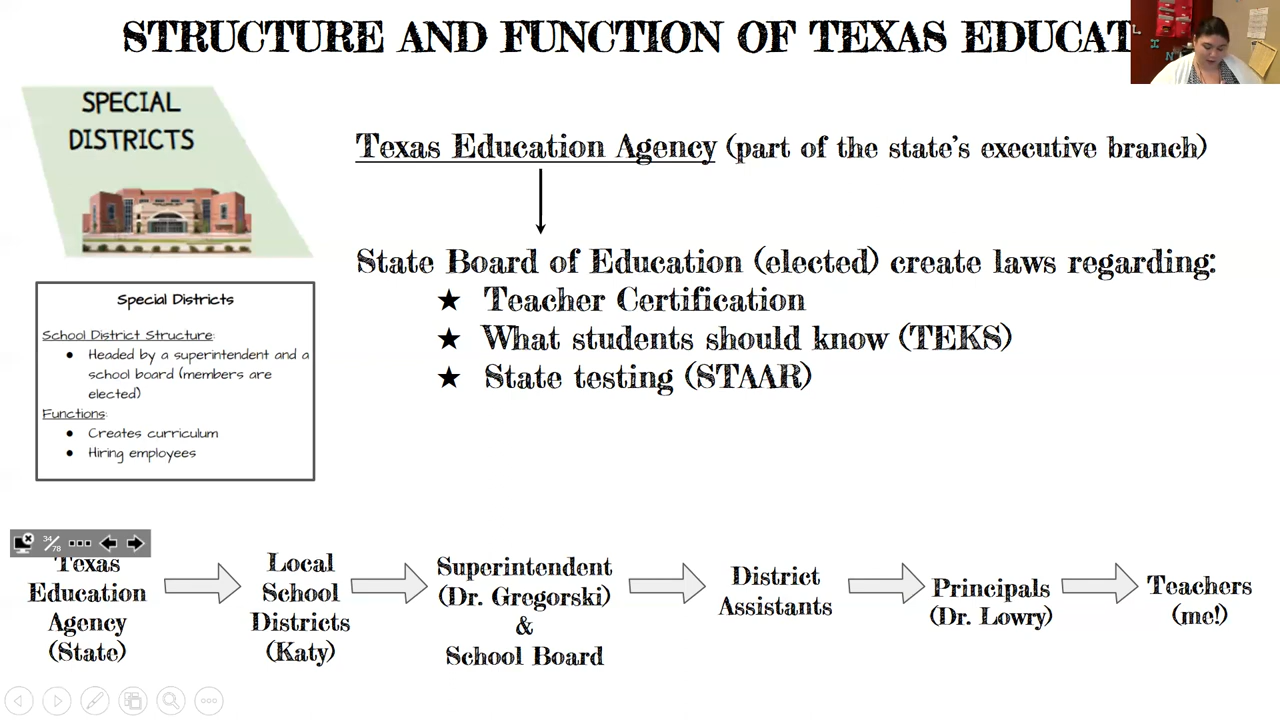 STRUCTURE AND FUNCTION OF TEXAS EDUCAT
SPECIAL
DISTRICTS
Texas Education Agency (part of the state's executive branch)
State Board of Education (elected) create laws regarding:
★ Teacher Certification
★ What students should know (TEKS)
★ State testing (STAAR)
Special Districts
School District Structure:
● Headed by a superintendent and a
school board (members are
elected)
Functions:
● Creates curriculum
● Hiring employees
34/78
Texas
Education
Agency
(State)
Local
School
Districts
(Katy)
Superintendent
(Dr. Gregorski)
&
School Board
District
Assistants
Principals
(Dr. Lowry)
Teachers
(me!)